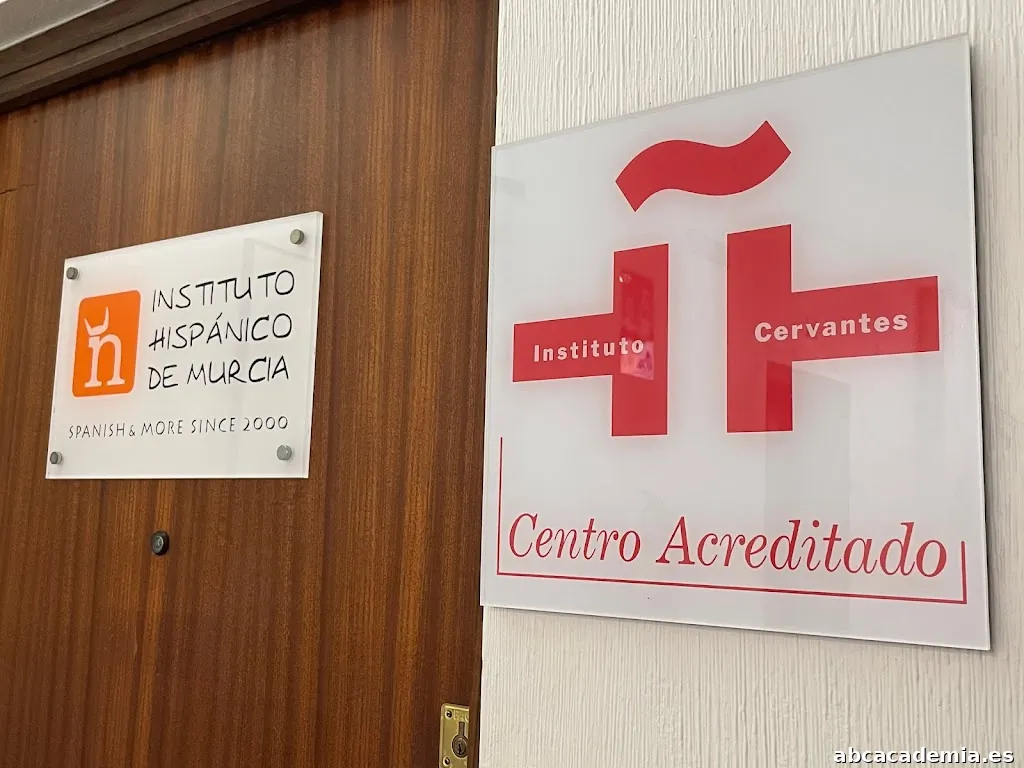 ñ
INSTITUTO
HISPÁNICO
DE MURCIA
SPANISH & MORE SINCE 2000
Instituto Cervantes
Centro Acreditado
abcacademia.es